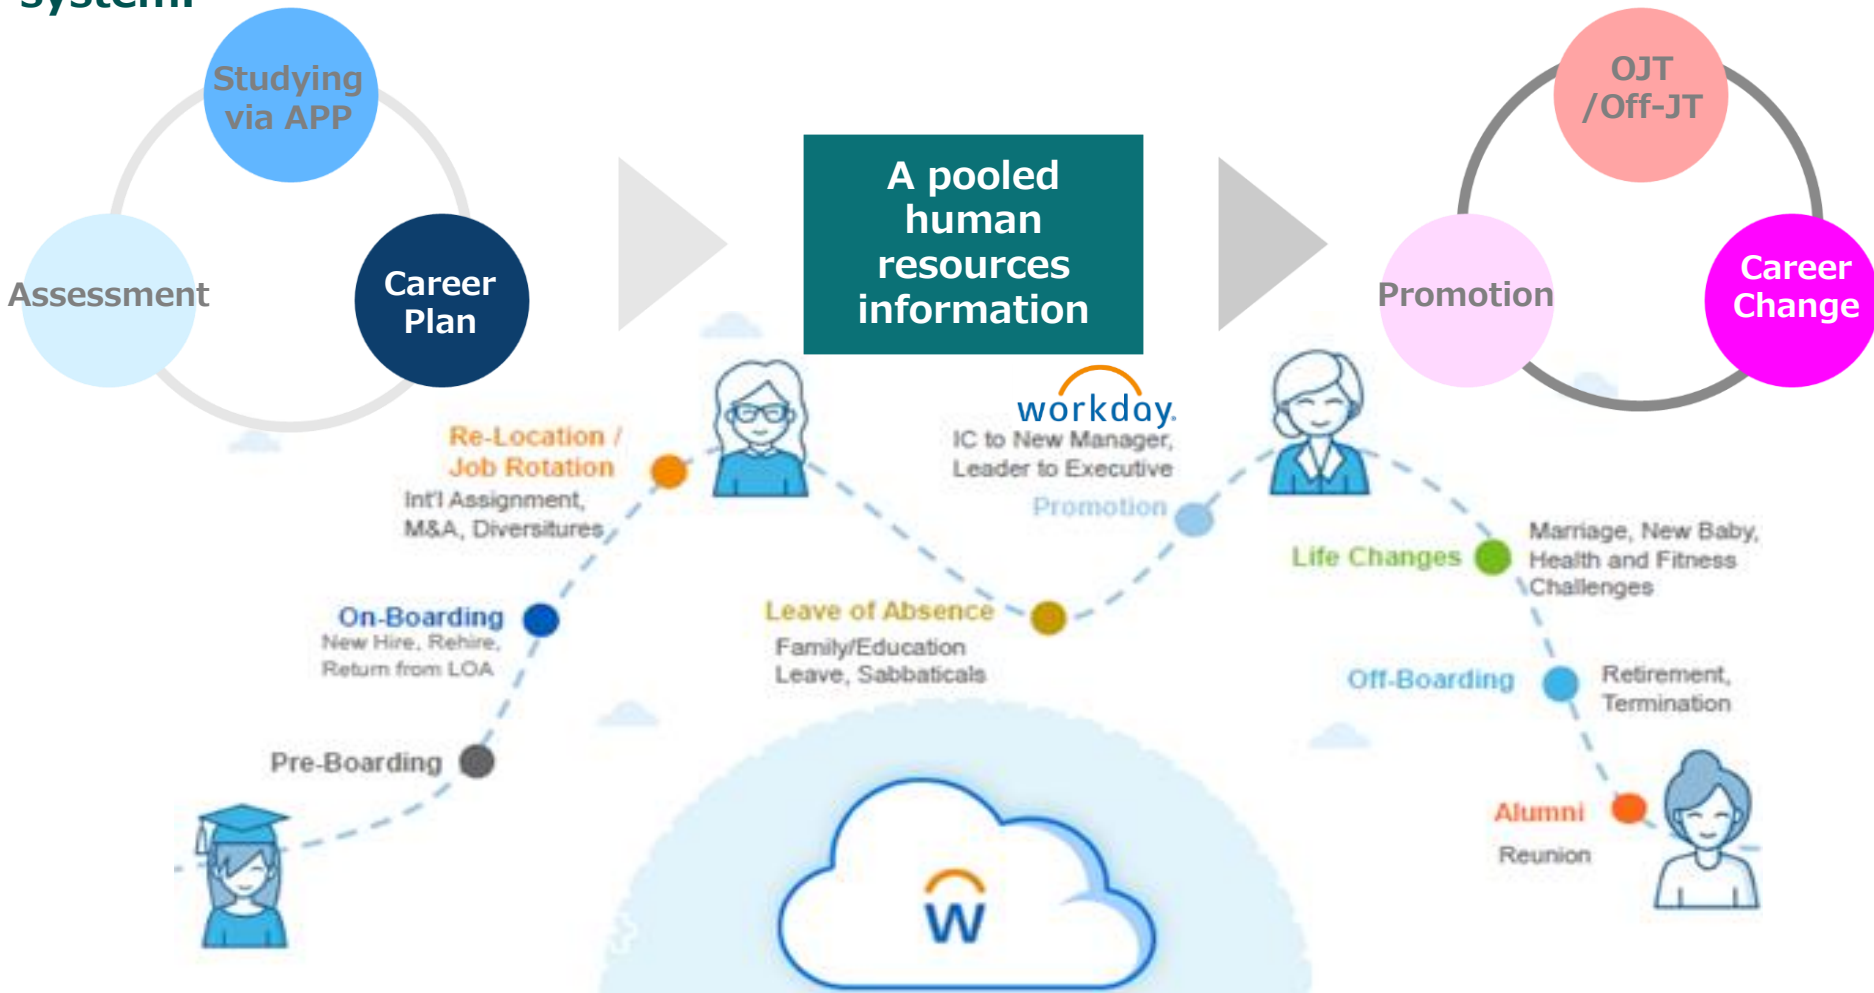 system.
Studying
via APP
Assessment
Career
Plan
A pooled
human
resources
information
OJT
/Off-JT
Promotion
Career
Change
workday.
IC to New Manager,
Leader to Executive
Promotion
Re-Location /
Job Rotation
Int'l Assignment,
M&A, Diversitures
On-Boarding
New Hire, Rehire,
Return from LOA
Pre-Boarding
Leave of Absence
Family/Education
Leave, Sabbaticals
Life Changes
Marriage, New Baby,
Health and Fitness
Challenges
Off-Boarding
Retirement,
Termination
Alumni
Reunion
W